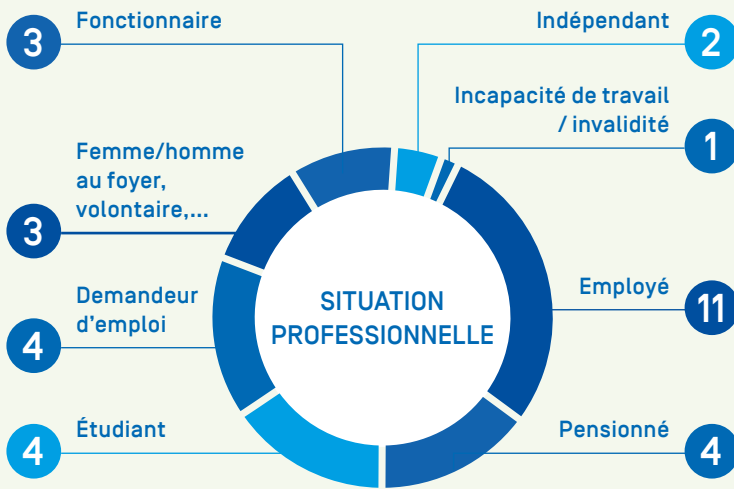 3
Fonctionnaire
Indépendant
2
Incapacité de travail
/ invalidité
1
Femme/homme
au foyer,
volontaire,...
3
SITUATION
PROFESSIONNELLE
Employé
11
Demandeur
d'emploi
4
Étudiant
4
Pensionné
4